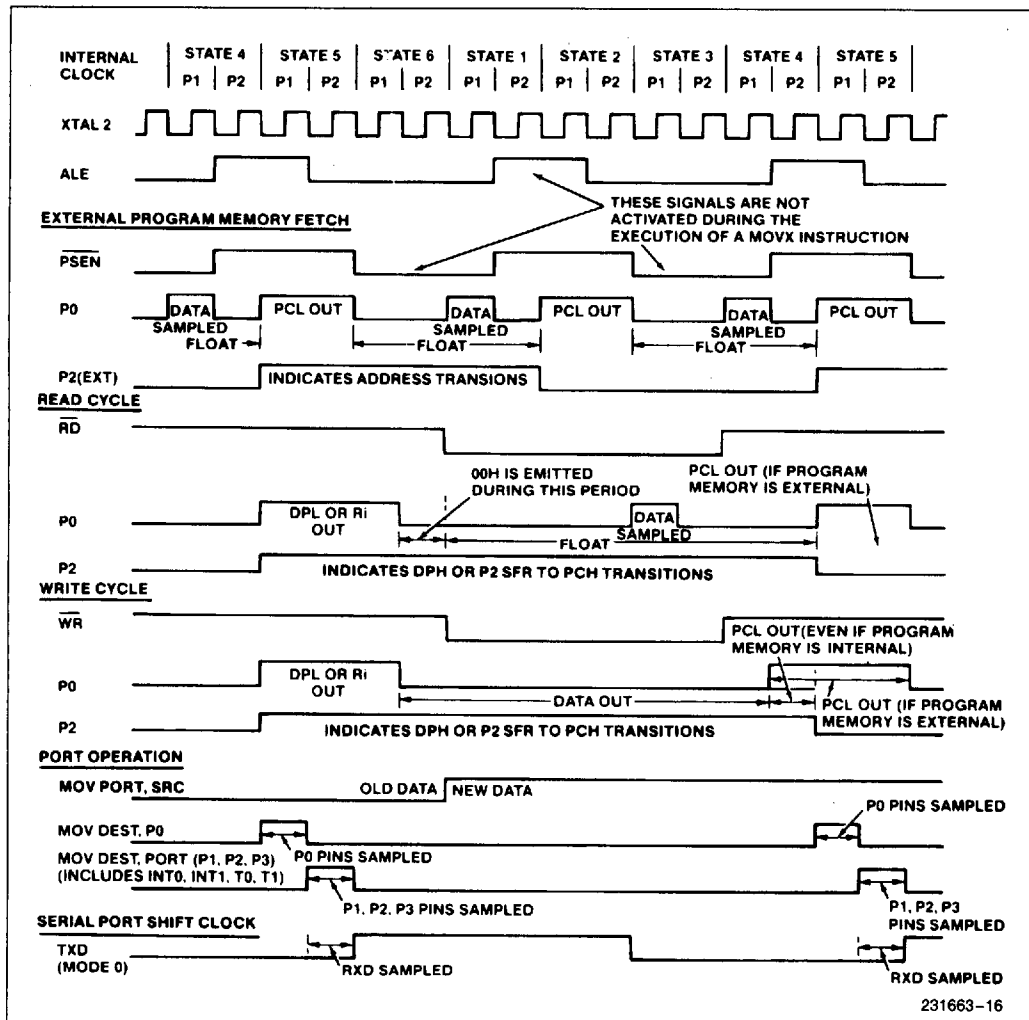 INTERNAL CLOCK
STATE 4 STATE 5 STATE 6 STATE 1 STATE 2 STATE 3 STATE 4 STATE 5
P1 P2 P1 P2 P1 P2 P1 P2 P1 P2 P1 P2 P1 P2 P1 P2
XTAL 2
ALE
THESE SIGNALS ARE NOT
ACTIVATED DURING THE
EXECUTION OF A MOVX INSTRUCTION
EXTERNAL PROGRAM MEMORY FETCH
PSEN
P0
DATA SAMPLED
FLOAT
PCL OUT
DATA SAMPLED
FLOAT
PCL OUT
DATA SAMPLED
FLOAT
PCL OUT
P2(EXT)
INDICATES ADDRESS TRANSIONS
READ CYCLE
RD
00H IS EMITTED
DURING THIS PERIOD
PCL OUT (IF PROGRAM
MEMORY IS EXTERNAL)
P0
DPL OR Ri
OUT
DATA
SAMPLED
FLOAT
P2
INDICATES DPH OR P2 SFR TO PCH TRANSITIONS
WRITE CYCLE
WR
PCL OUT(EVEN IF PROGRAM
MEMORY IS INTERNAL)
P0
DPL OR Ri
OUT
DATA OUT
PCL OUT (IF PROGRAM
MEMORY IS EXTERNAL)
P2
INDICATES DPH OR P2 SFR TO PCH TRANSITIONS
PORT OPERATION
MOV PORT, SRC
OLD DATA NEW DATA
P0 PINS SAMPLED
MOV DEST, P0
P0 PINS SAMPLED
MOV DEST, PORT (P1, P2, P3)
(INCLUDES INT0, INT1, T0, T1)
P1, P2, P3 PINS SAMPLED
P1, P2, P3
PINS SAMPLED
SERIAL PORT SHIFT CLOCK
TXD
(MODE 0)
RXD SAMPLED
RXD SAMPLED
231663–16